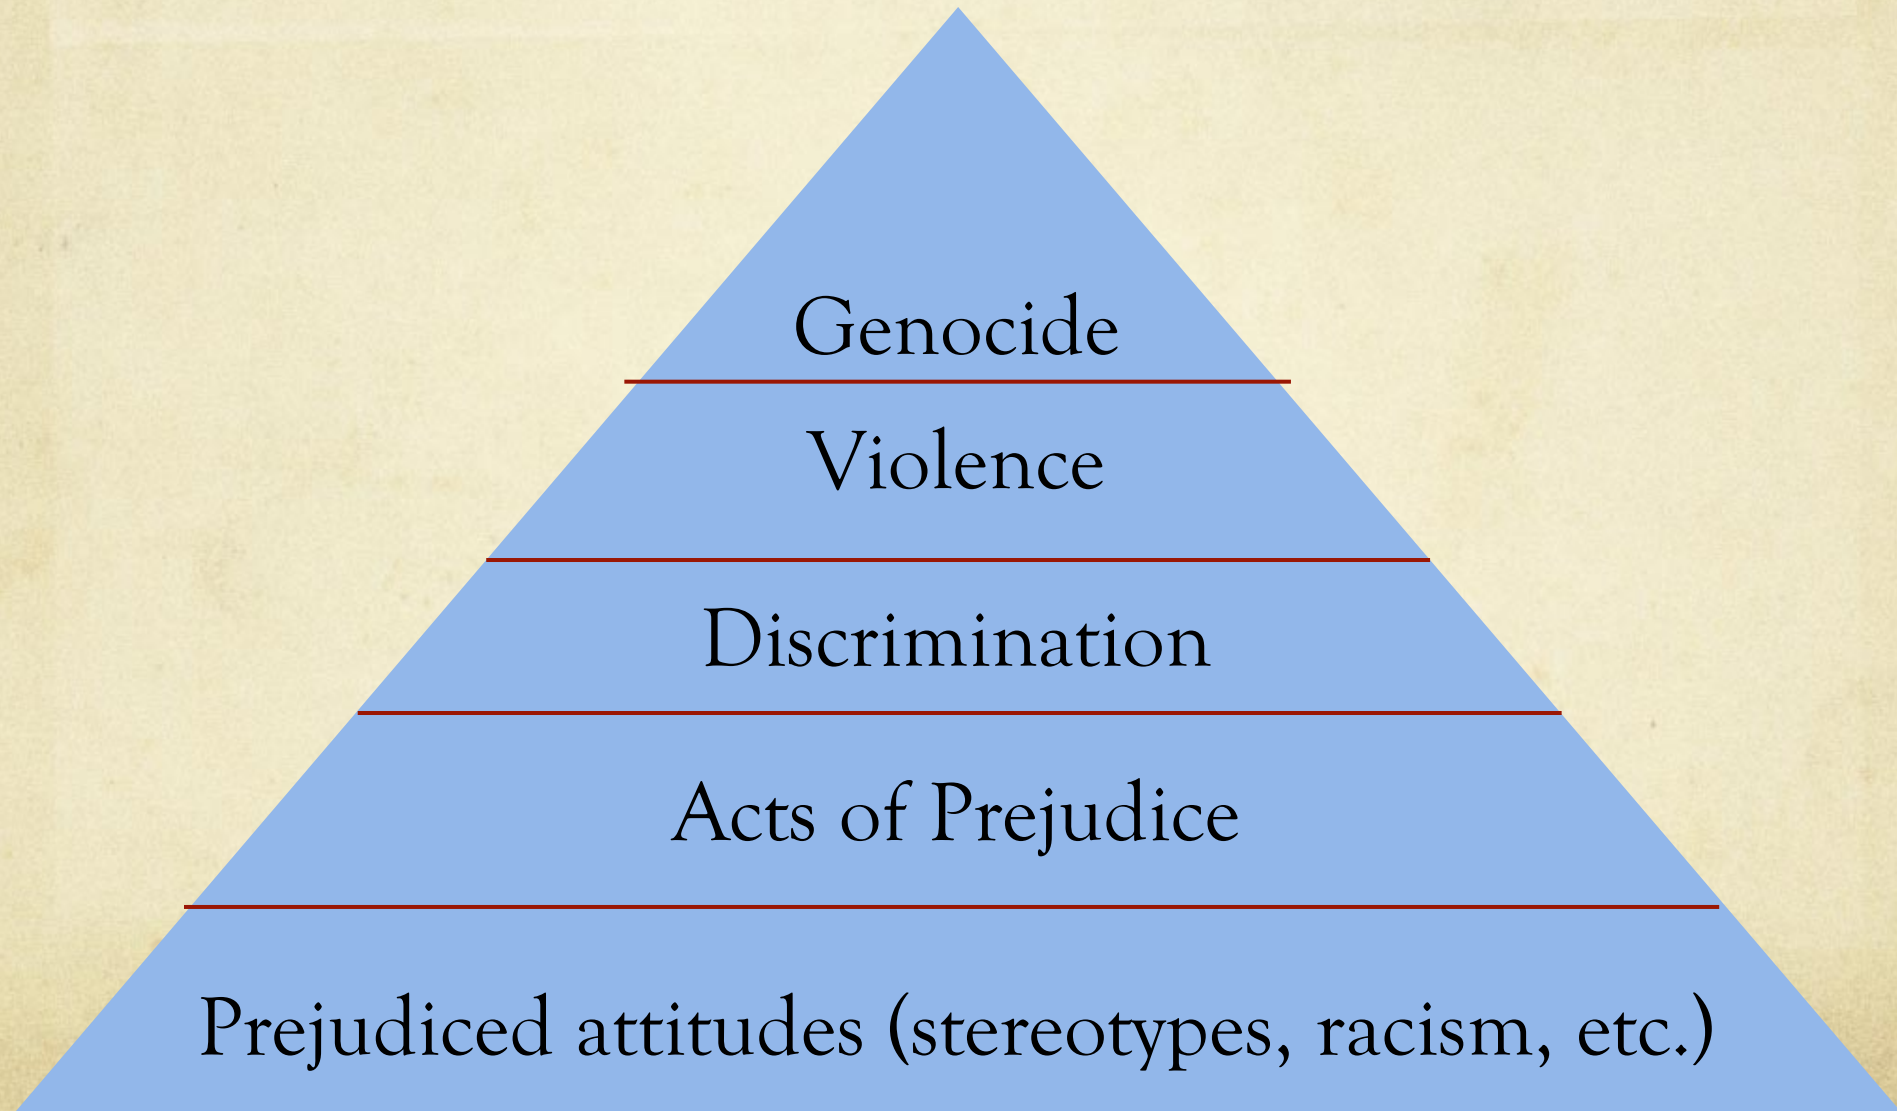 Genocide
Violence
Discrimination
Acts of Prejudice
Prejudiced attitudes (stereotypes, racism, etc.)